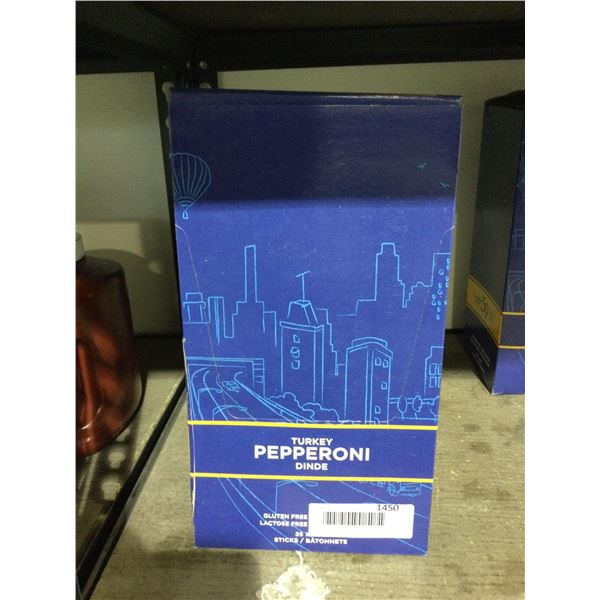 TURKEY
PEPPERONI
DINDE
GLUTEN FREE
LACTOSE FREE
1450
STICKS / BÂTONNETS